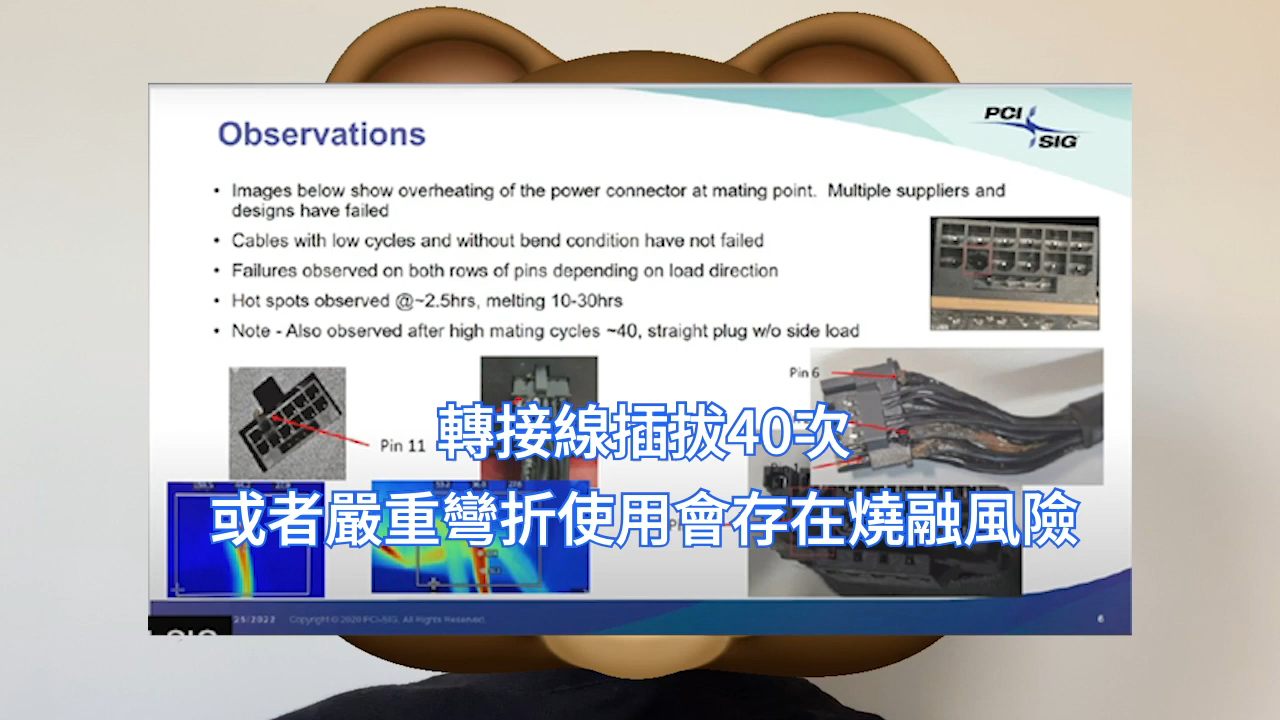 PCI
SIG
Observations
• Images below show overheating of the power connector at mating point. Multiple suppliers and
designs have failed
• Cables with low cycles and without bend condition have not failed
• Failures observed on both rows of pins depending on load direction
• Hot spots observed @~2.5hrs, melting 10-30hrs
• Note - Also observed after high mating cycles ~40, straight plug w/o side load
Pin 6
Pin 11
轉接線插拔40次
或者嚴重彎折使用會存在燒融風險
25/2022
Copyright © 2020 PCI-SIG. All Rights Reserved.
6